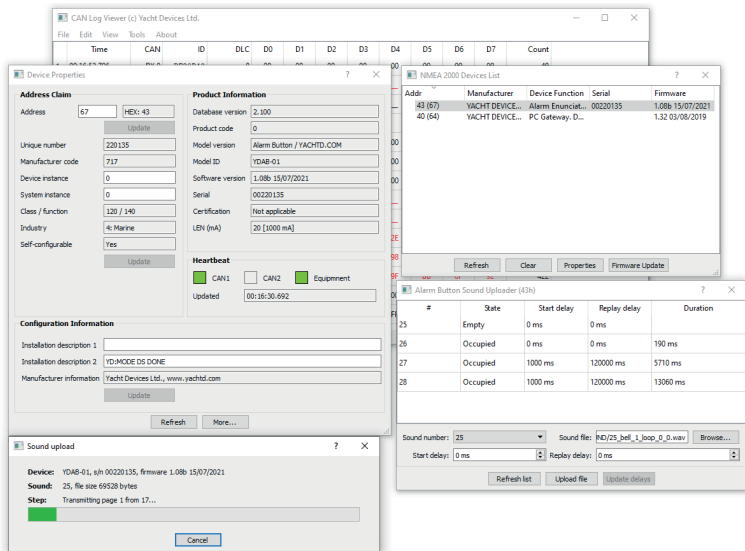 CAN Log Viewer (c) Yacht Devices Ltd.
File Edit View Tools About
Time CAN ID DLC D0 D1 D2 D3 D4 D5 D6 D7 Count
Device Properties ? ×
Address Claim
Address 67 HEX: 43
Update
Unique number 220135
Manufacturer code 717
Device instance 0
System instance 0
Class / function 120 / 140
Industry 4: Marine
Self-configurable Yes
Update
Product Information
Database version 2.100
Product code 0
Model version Alarm Button / YACHTD.COM
Model ID YDAB-01
Software version 1.08b 15/07/2021
Serial 00220135
Certification Not applicable
LEN (mA) 20 [1000 mA]
Heartbeat
CAN1 CAN2 Equipmnent
Updated 00:16:30.692
Configuration Information
Installation description 1
Installation description 2 YD:MODE DS DONE
Manufacturer information Yacht Devices Ltd., www.yachtd.com
Update
Refresh More...
NMEA 2000 Devices List ? ×
Addr Manufacturer Device Function Serial Firmware
43 (67) YACHT DEVICE... Alarm Enunciat... 00220135 1.08b 15/07/2021
40 (64) YACHT DEVICE... PC Gateway. D... 1.32 03/08/2019
Refresh Clear Properties Firmware Update
Alarm Button Sound Uploader (43h) ? ×
# State Start delay Replay delay Duration
25 Empty 0 ms 0 ms
26 Occupied 0 ms 0 ms 190 ms
27 Occupied 1000 ms 120000 ms 5710 ms
28 Occupied 1000 ms 120000 ms 13060 ms
Sound number: 25 Sound file: IND/25_bell_1_loop_0_0.wav Browse...
Start delay: 0 ms Replay delay: 0 ms
Refresh list Upload file Update delays
Sound upload ? ×
Device: YDAB-01, s/n 00220135, firmware 1.08b 15/07/2021
Sound: 25, file size 69528 bytes
Step: Transmitting page 1 from 17...
Cancel